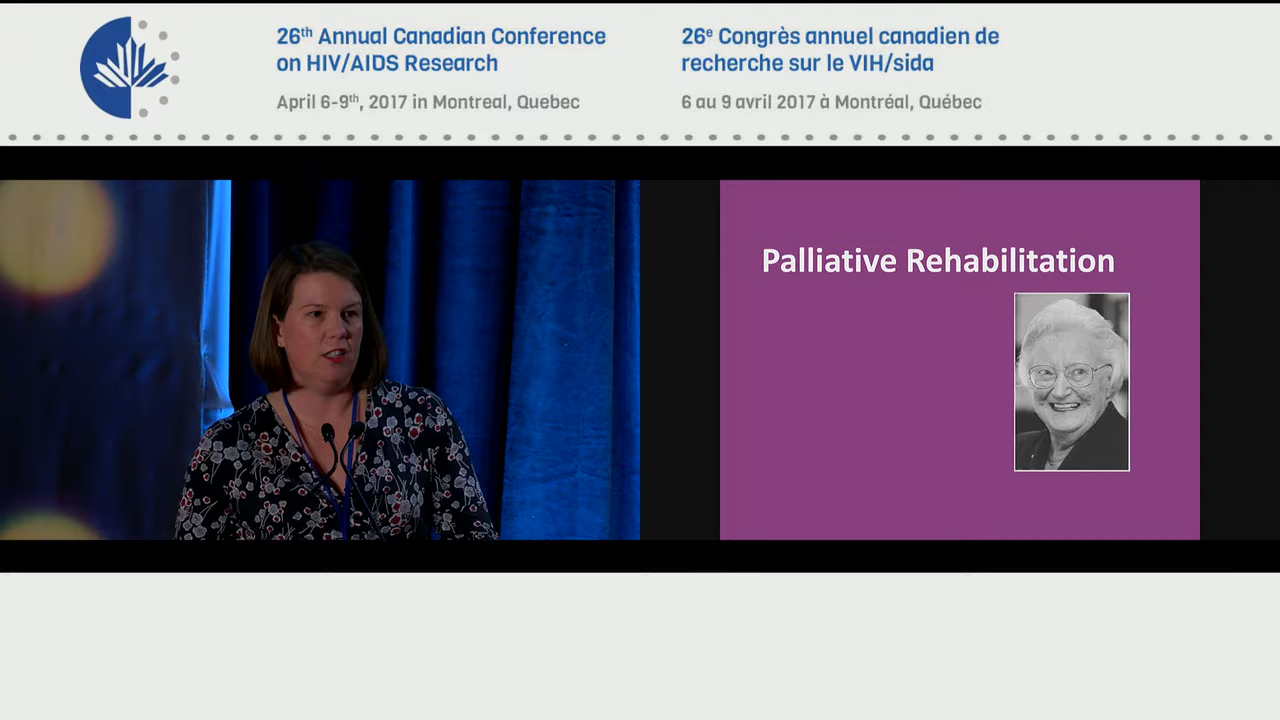 26th Annual Canadian Conference
on HIV/AIDS Research
April 6-9th, 2017 in Montreal, Quebec
26e Congrès annuel canadien de
recherche sur le VIH/sida
6 au 9 avril 2017 à Montréal, Québec
Palliative Rehabilitation